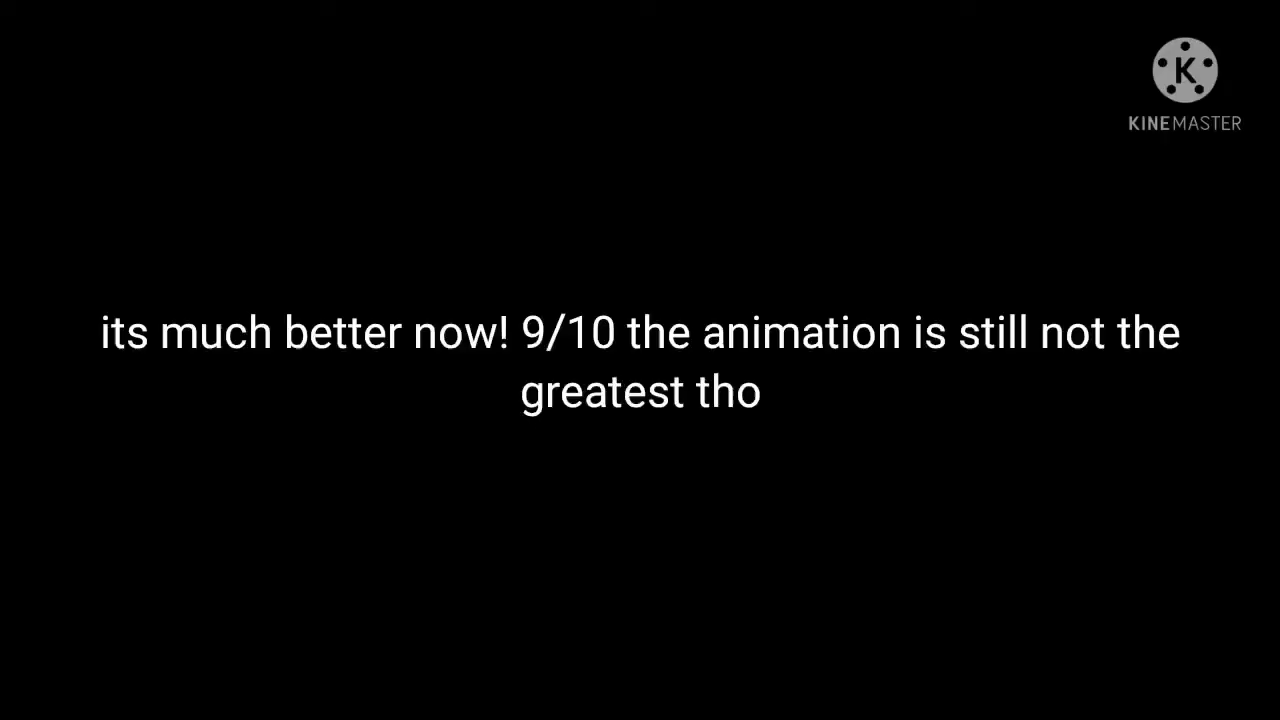 K
KINEMASTER
its much better now! 9/10 the animation is still not the
greatest tho